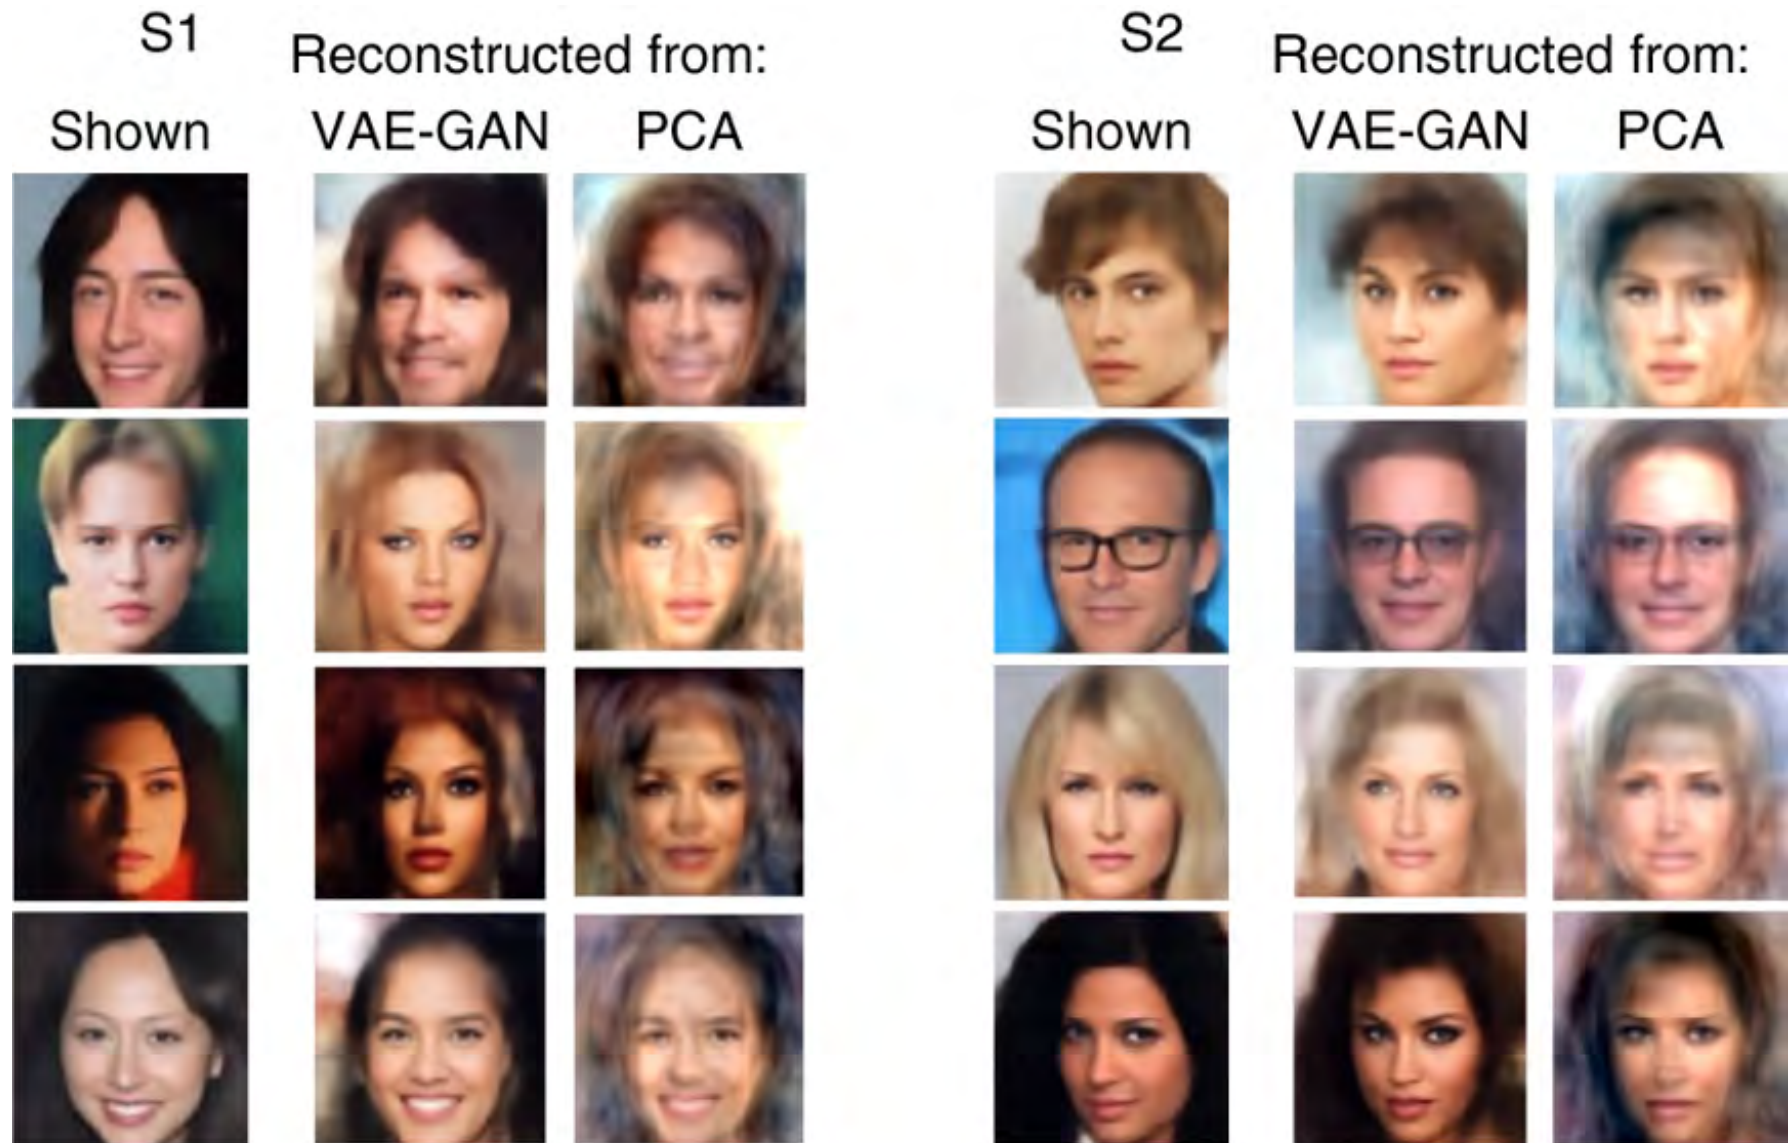 S1
Reconstructed from:
Shown VAE-GAN PCA
S2
Reconstructed from:
Shown VAE-GAN PCA